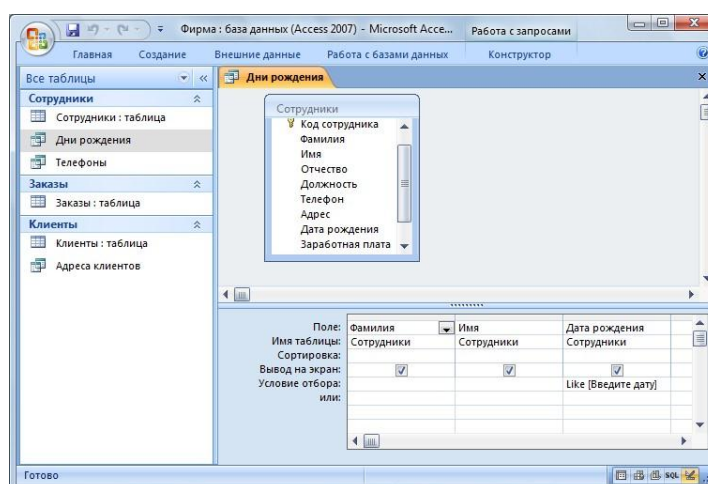 Фирма : база данных (Access 2007) - Microsoft Acce...
Работа с запросами
Главная Создание Внешние данные Работа с базами данных Конструктор
Все таблицы
Дни рождения
Сотрудники
Сотрудники : таблица
Дни рождения
Телефоны
Заказы
Заказы : таблица
Клиенты
Клиенты : таблица
Адреса клиентов
Сотрудники
Код сотрудника
Фамилия
Имя
Отчество
Должность
Телефон
Адрес
Дата рождения
Заработная плата
Поле: Фамилия Имя Дата рождения
Имя таблицы: Сотрудники Сотрудники Сотрудники
Сортировка:
Вывод на экран:
Условие отбора: Like [Введите дату]
или:
Готово
SQL